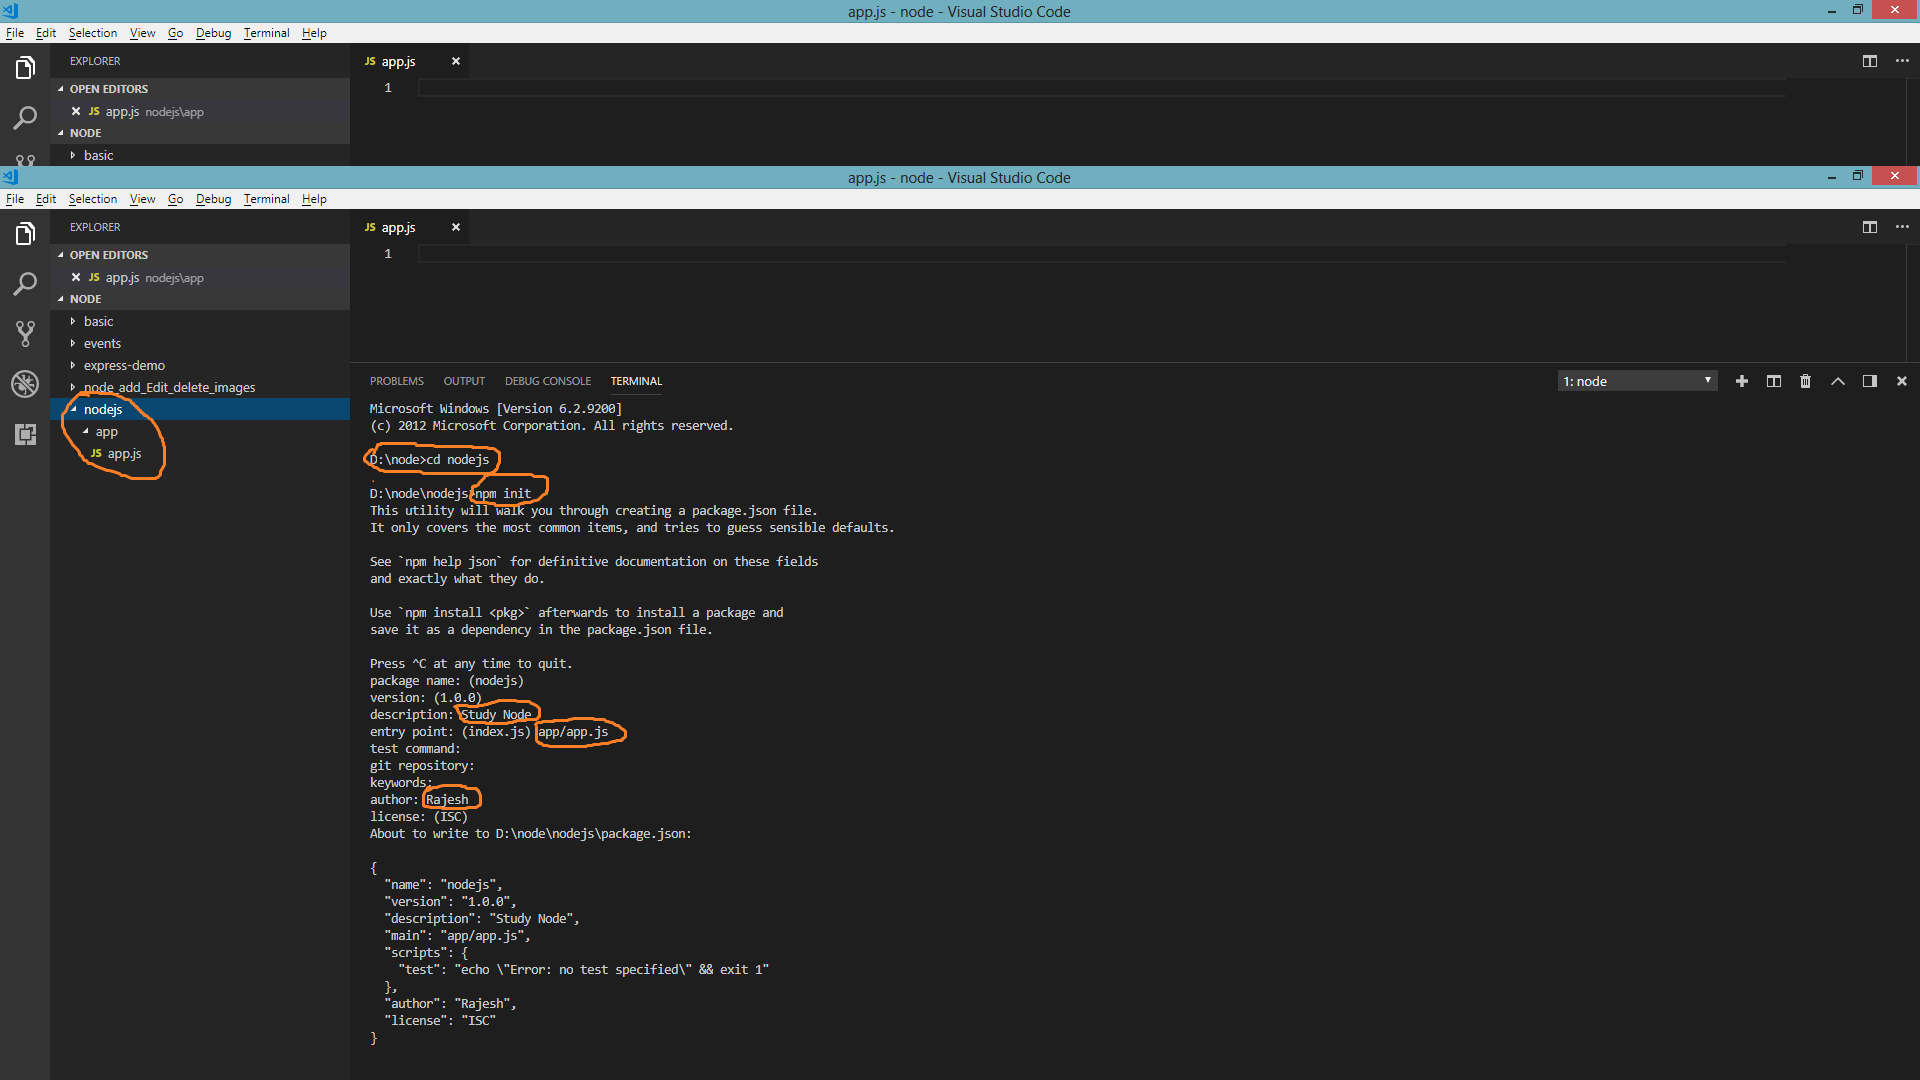 app.js - node - Visual Studio Code
File Edit Selection View Go Debug Terminal Help
EXPLORER
JS app.js
OPEN EDITORS
1
JS app.js nodejs\app
NODE
basic
app.js - node - Visual Studio Code
File Edit Selection View Go Debug Terminal Help
EXPLORER
JS app.js
OPEN EDITORS
1
JS app.js nodejs\app
NODE
basic
events
express-demo
node_add_Edit_delete_images
nodejs
app
JS app.js
PROBLEMS OUTPUT DEBUG CONSOLE TERMINAL
1: node
Microsoft Windows [Version 6.2.9200]
(c) 2012 Microsoft Corporation. All rights reserved.
D:\node>cd nodejs
D:\node\nodejs>npm init
This utility will walk you through creating a package.json file.
It only covers the most common items, and tries to guess sensible defaults.
See `npm help json` for definitive documentation on these fields
and exactly what they do.
Use `npm install <pkg>` afterwards to install a package and
save it as a dependency in the package.json file.
Press ^C at any time to quit.
package name: (nodejs)
version: (1.0.0)
description: Study Node
entry point: (index.js) app/app.js
test command:
git repository:
keywords:
author: Rajesh
license: (ISC)
About to write to D:\node\nodejs\package.json:
{
"name": "nodejs",
"version": "1.0.0",
"description": "Study Node",
"main": "app/app.js",
"scripts": {
"test": "echo \"Error: no test specified\" && exit 1"
},
"author": "Rajesh",
"license": "ISC"
}